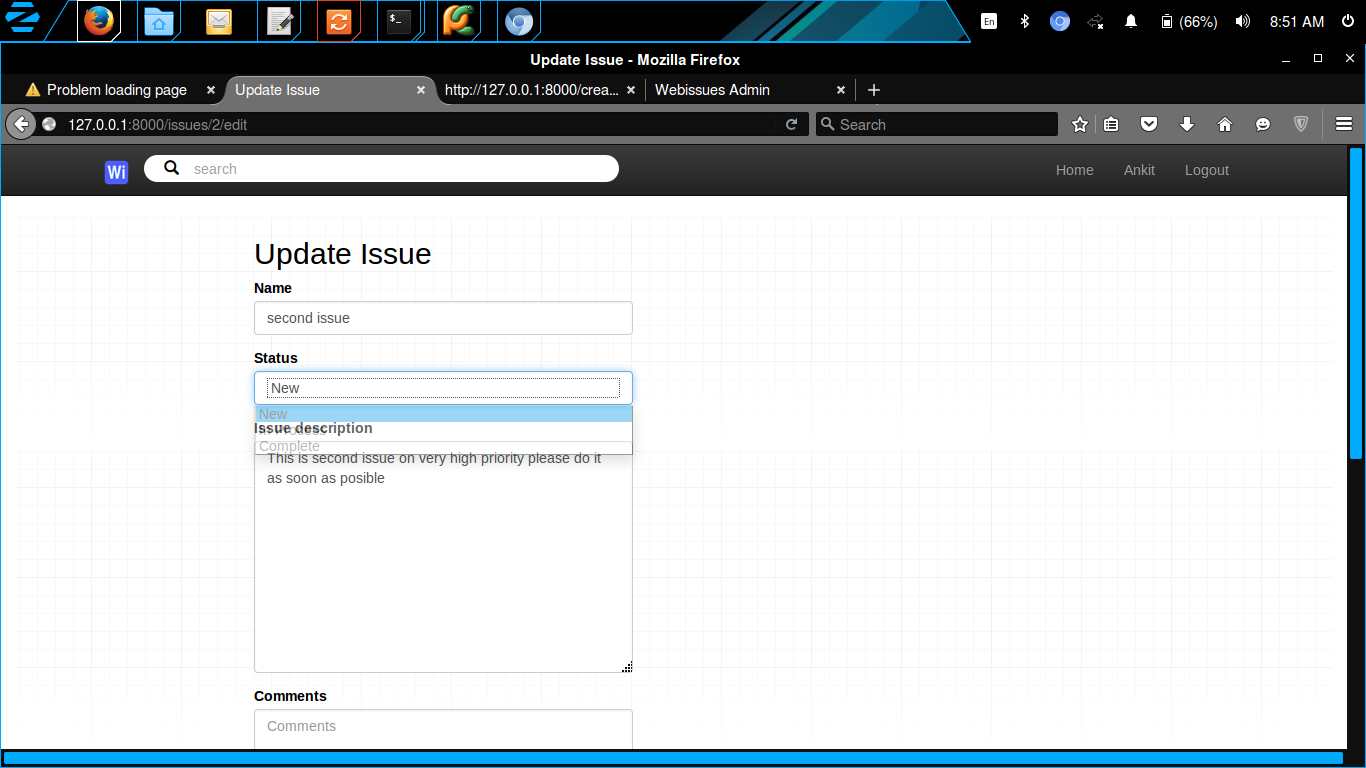 En
(66%)
8:51 AM
Update Issue - Mozilla Firefox
Problem loading page
Update Issue
http://127.0.0.1:8000/crea...
Webissues Admin
127.0.0.1:8000/issues/2/edit
Search
Wi
search
Home
Ankit
Logout
Update Issue
Name
second issue
Status
New
New
Issue description
Complete
This is second issue on very high priority please do it
as soon as posible
Comments
Comments